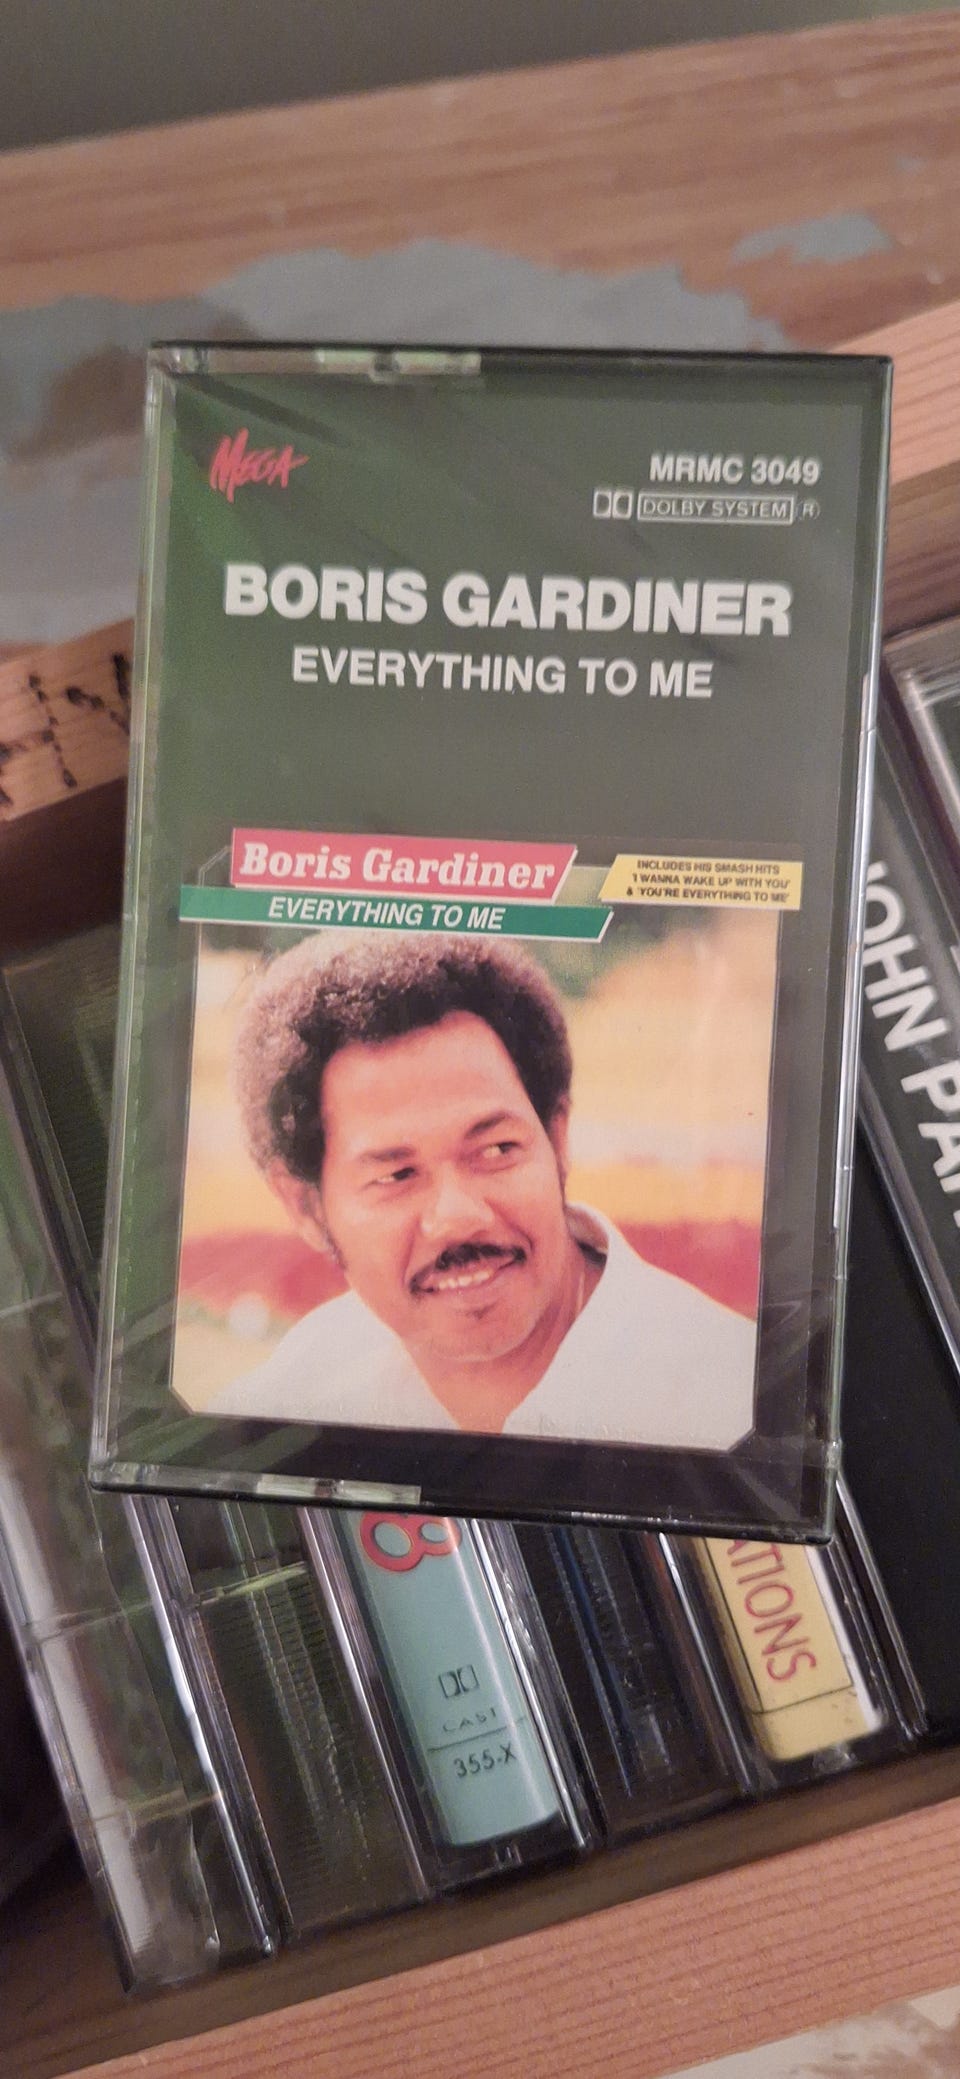 MEGA
MRMC 3049
DOLBY SYSTEM R
BORIS GARDINER
EVERYTHING TO ME
Boris Gardiner
EVERYTHING TO ME
INCLUDES HIS SMASH HITS
'I WANNA WAKE UP WITH YOU'
& 'YOU'RE EVERYTHING TO ME'
JOHN PA
8
ATIONS
CAST
355-X